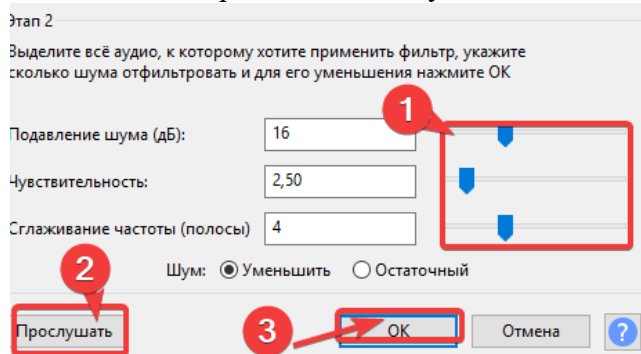 Этап 2
Выделите всё аудио, к которому хотите применить фильтр, укажите
сколько шума отфильтровать и для его уменьшения нажмите OK
1
Подавление шума (дБ): 16
Чувствительность: 2,50
Сглаживание частоты (полосы) 4
2
Шум: Уменьшить Остаточный
Прослушать 3 OK Отмена ?